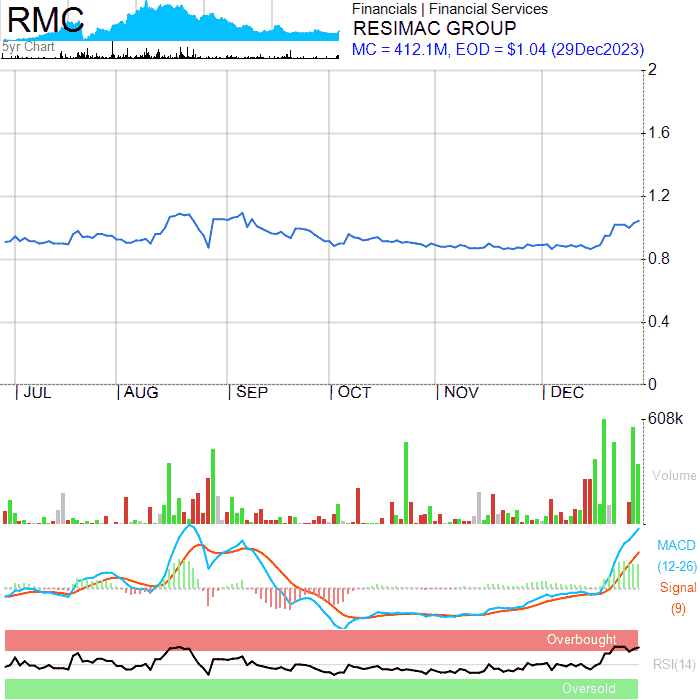 RMC
5yr Chart
Financials | Financial Services
RESIMAC GROUP
MC = 412.1M, EOD = $1.04 (29Dec2023)
2
1.6
1.2
0.8
0.4
0
| JUL | AUG | SEP | OCT | NOV | DEC
608k
Volume
MACD
(12-26)
Signal
(9)
Overbought
RSI(14)
Oversold